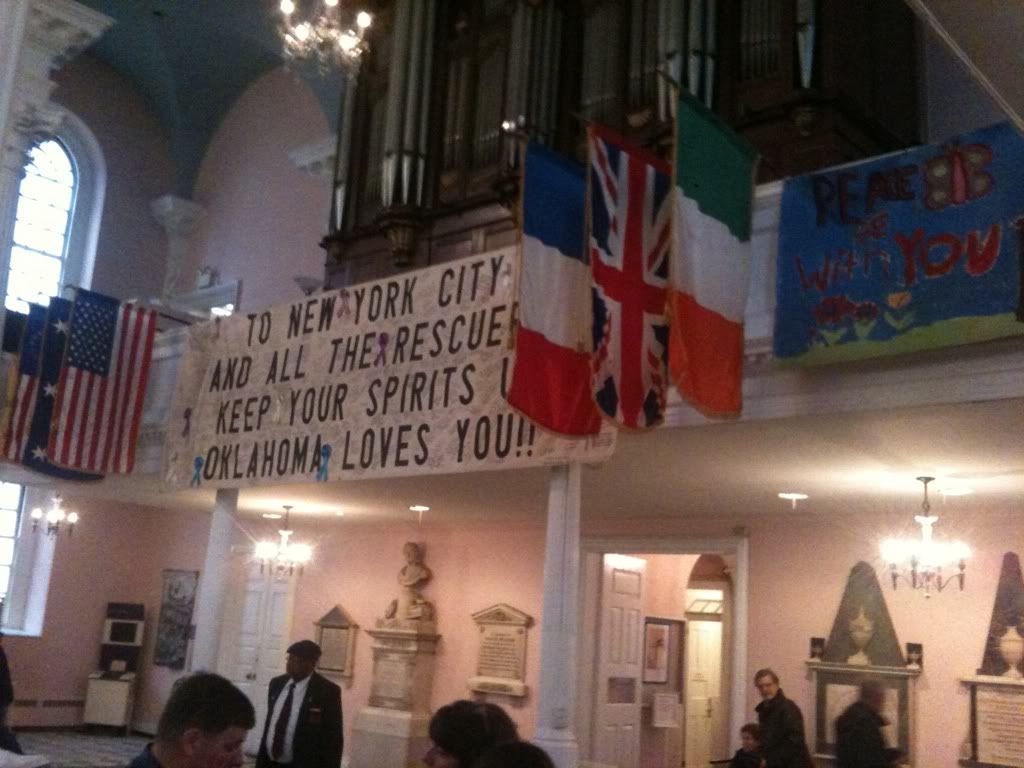 TO NEW YORK CITY
AND ALL THE RESCUE
KEEP YOUR SPIRITS U
OKLAHOMA LOVES YOU!!
PEACE
BE
WITH YOU